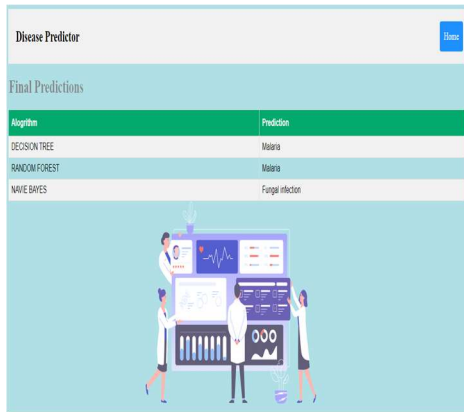 Disease Predictor
Home
Final Predictions
Alogrithm Prediction
DECISION TREE Malaria
RANDOM FOREST Malaria
NAVIE BAYES Fungal infection